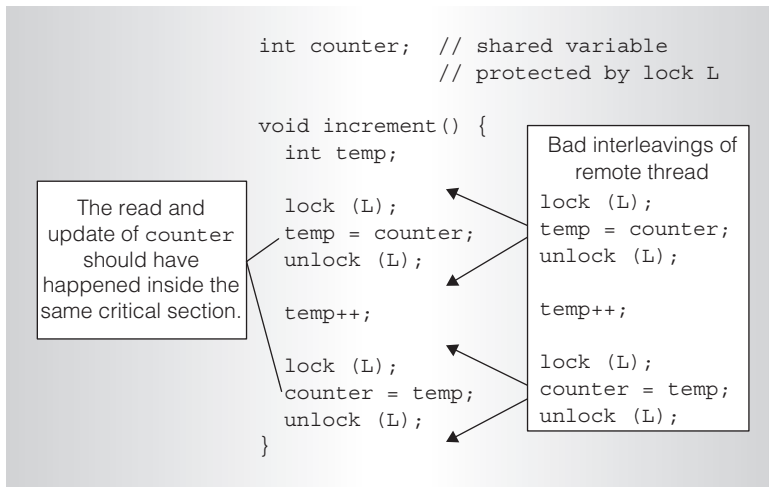 int counter;  // shared variable
// protected by lock L
void increment() {
int temp;
lock (L);
temp = counter;
unlock (L);
temp++;
lock (L);
counter = temp;
unlock (L);
}
The read and
update of counter
should have
happened inside the
same critical section.
Bad interleavings of
remote thread
lock (L);
temp = counter;
unlock (L);
temp++;
lock (L);
counter = temp;
unlock (L);